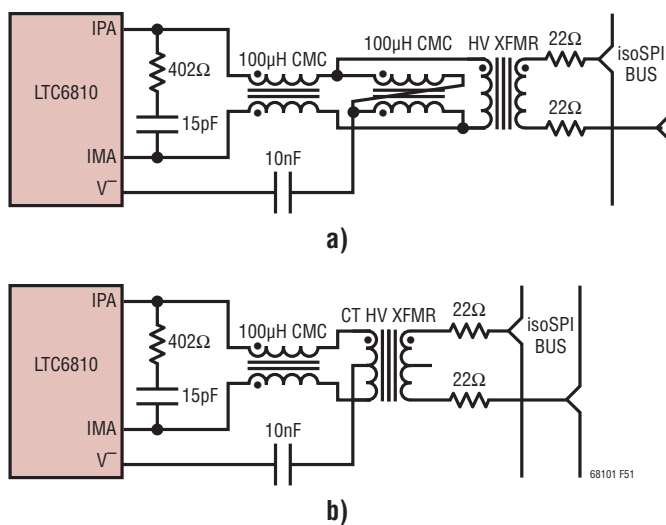 IPA
100µH CMC
100µH CMC
HV XFMR
22Ω
isoSPI
BUS
402Ω
LTC6810
15pF
22Ω
IMA
10nF
V–
a)
IPA
100µH CMC
CT HV XFMR
22Ω
isoSPI
BUS
402Ω
LTC6810
15pF
22Ω
IMA
10nF
V–
68101 F51
b)